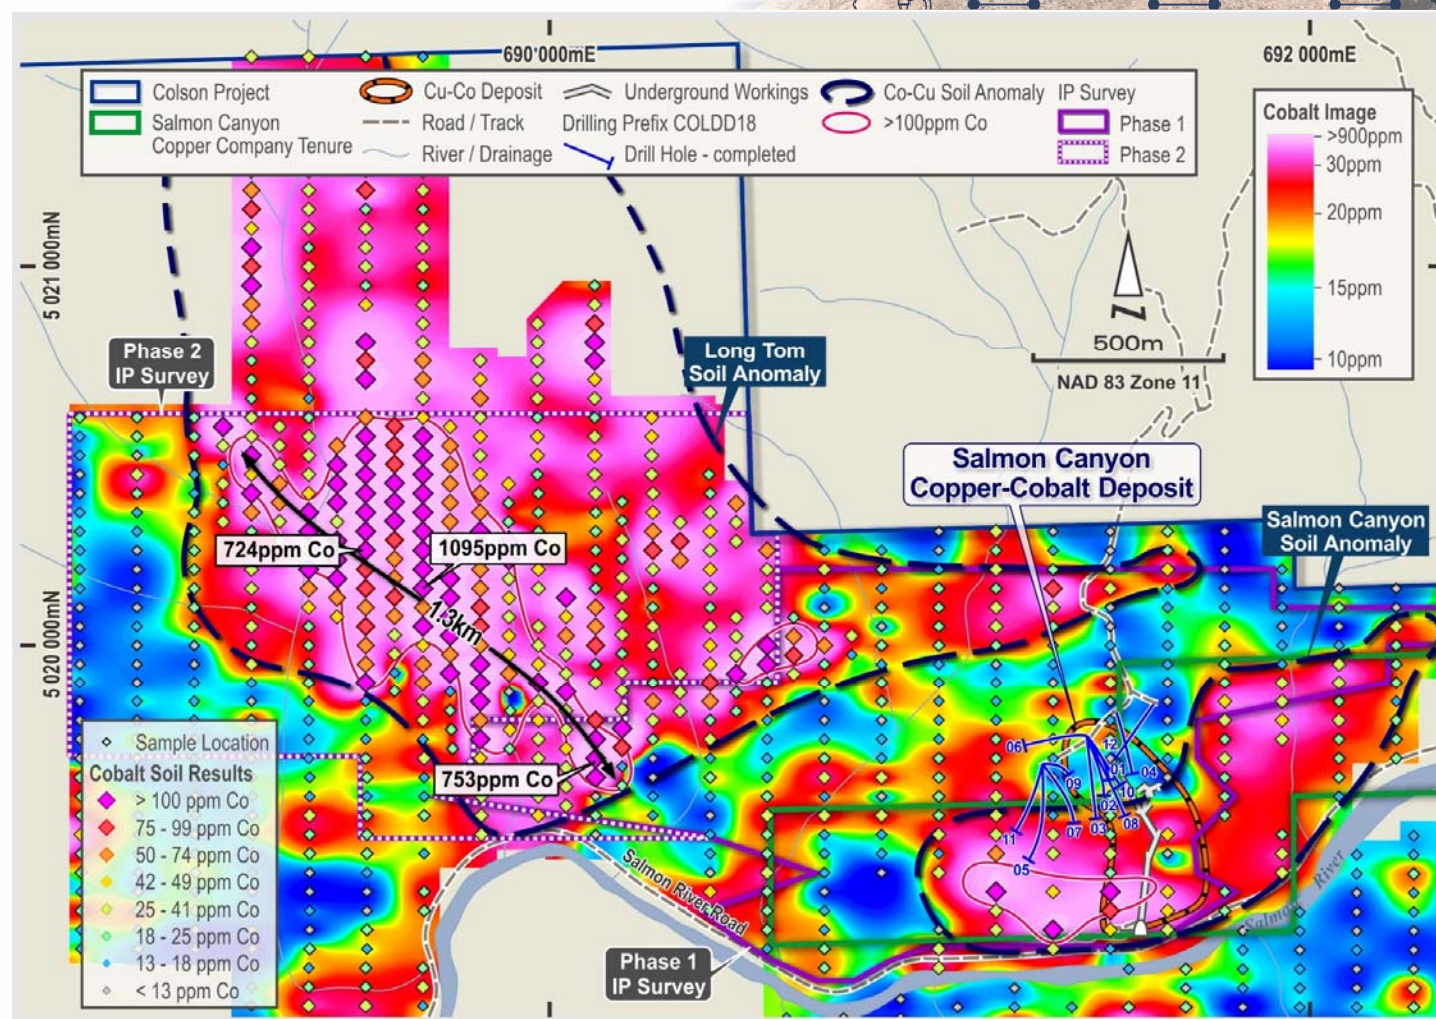 690 000mE
692 000mE
Colson Project
Salmon Canyon
Copper Company Tenure
Cu-Co Deposit
Road / Track
River / Drainage
Underground Workings
Drilling Prefix COLDD18
Drill Hole - completed
Co-Cu Soil Anomaly
>100ppm Co
IP Survey
Phase 1
Phase 2
Cobalt Image
>900ppm
30ppm
20ppm
15ppm
10ppm
5 021 000mN
N
500m
NAD 83 Zone 11
Phase 2
IP Survey
Long Tom
Soil Anomaly
Salmon Canyon
Copper-Cobalt Deposit
Salmon Canyon
Soil Anomaly
724ppm Co
1095ppm Co
1.3km
5 020 000mN
753ppm Co
06
12
01
04
09
10
02
11
07
03
08
05
Sample Location
Cobalt Soil Results
> 100 ppm Co
75 - 99 ppm Co
50 - 74 ppm Co
42 - 49 ppm Co
25 - 41 ppm Co
18 - 25 ppm Co
13 - 18 ppm Co
< 13 ppm Co
Salmon River Road
Salmon River
Phase 1
IP Survey